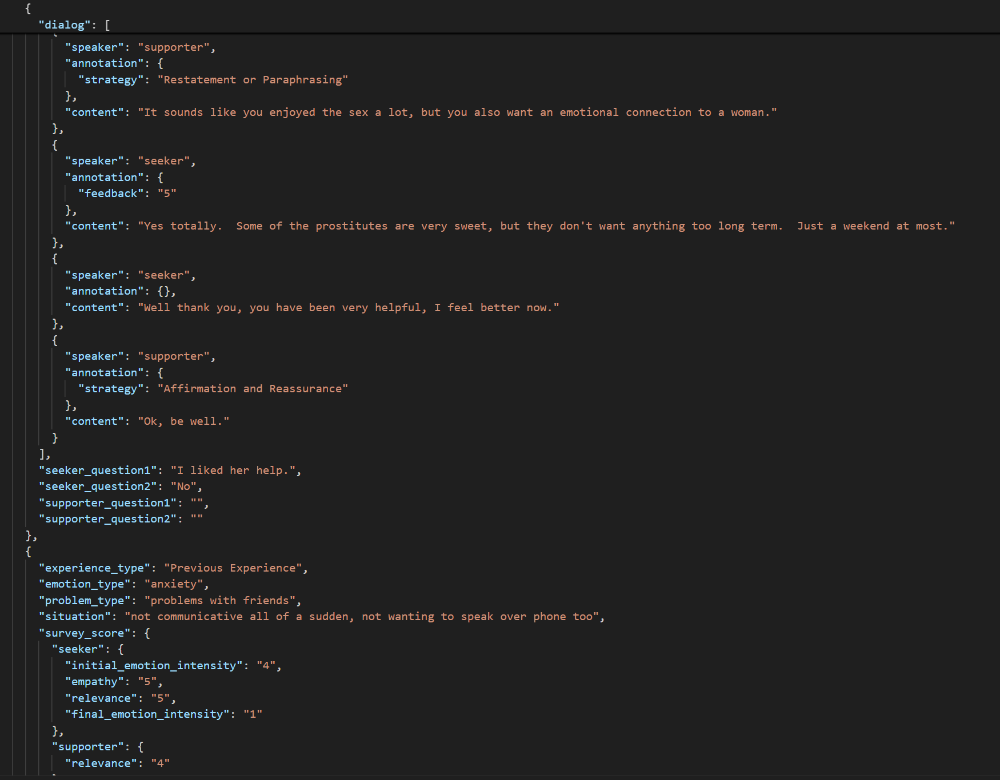 {
"dialog": [
{
"speaker": "supporter",
"annotation": {
"strategy": "Restatement or Paraphrasing"
},
"content": "It sounds like you enjoyed the sex a lot, but you also want an emotional connection to a woman."
},
{
"speaker": "seeker",
"annotation": {
"feedback": "5"
},
"content": "Yes totally.  Some of the prostitutes are very sweet, but they don't want anything too long term.  Just a weekend at most."
},
{
"speaker": "seeker",
"annotation": {},
"content": "Well thank you, you have been very helpful, I feel better now."
},
{
"speaker": "supporter",
"annotation": {
"strategy": "Affirmation and Reassurance"
},
"content": "Ok, be well."
}
],
"seeker_question1": "I liked her help.",
"seeker_question2": "No",
"supporter_question1": "",
"supporter_question2": ""
},
{
"experience_type": "Previous Experience",
"emotion_type": "anxiety",
"problem_type": "problems with friends",
"situation": "not communicative all of a sudden, not wanting to speak over phone too",
"survey_score": {
"seeker": {
"initial_emotion_intensity": "4",
"empathy": "5",
"relevance": "5",
"final_emotion_intensity": "1"
},
"supporter": {
"relevance": "4"